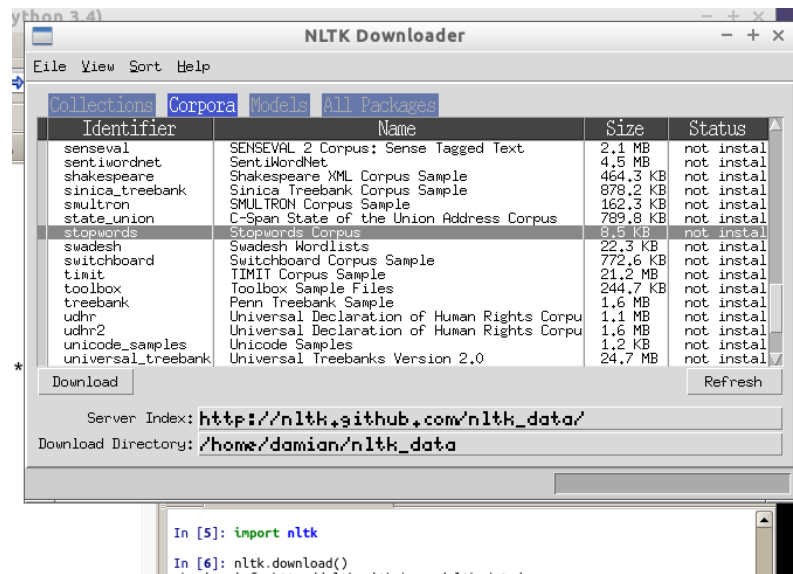 ython 3.4)
NLTK Downloader
File View Sort Help
Collections Corpora Models All Packages
Identifier Name Size Status
senseval SENSEVAL 2 Corpus: Sense Tagged Text 2.1 MB not instal
sentiwordnet SentiWordNet 4.5 MB not instal
shakespeare Shakespeare XML Corpus Sample 464.3 KB not instal
sinica_treebank Sinica Treebank Corpus Sample 878.2 KB not instal
smultron SMULTRON Corpus Sample 162.3 KB not instal
state_union C-Span State of the Union Address Corpus 789.8 KB not instal
stopwords Stopwords Corpus 8.5 KB not instal
swadesh Swadesh Wordlists 22.3 KB not instal
switchboard Switchboard Corpus Sample 772.6 KB not instal
timit TIMIT Corpus Sample 21.2 MB not instal
toolbox Toolbox Sample Files 244.7 KB not instal
treebank Penn Treebank Sample 1.6 MB not instal
udhr Universal Declaration of Human Rights Corpu 1.1 MB not instal
udhr2 Universal Declaration of Human Rights Corpu 1.6 MB not instal
unicode_samples Unicode Samples 1.2 KB not instal
universal_treebank Universal Treebanks Version 2.0 24.7 MB not instal
*
Download Refresh
Server Index: http://nltk.github.com/nltk_data/
Download Directory: /home/damian/nltk_data
In [5]: import nltk
In [6]: nltk.download()